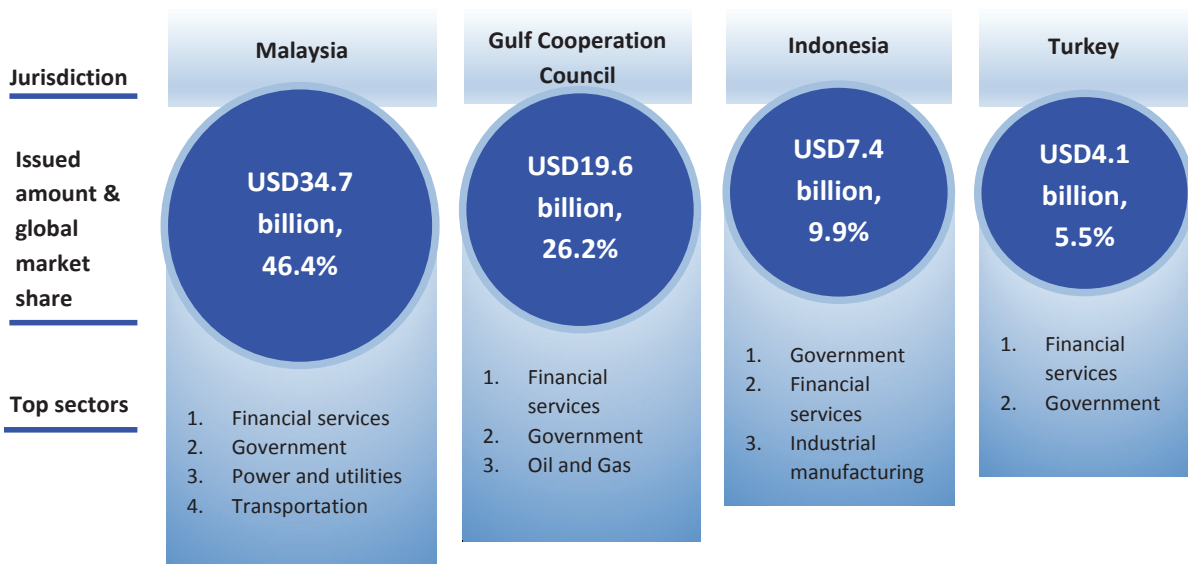 Jurisdiction
Malaysia
Gulf Cooperation
Council
Indonesia
Turkey
Issued
amount &
global
market
share
USD34.7
billion,
46.4%
USD19.6
billion,
26.2%
USD7.4
billion,
9.9%
USD4.1
billion,
5.5%
Top sectors
1. Financial services
2. Government
3. Power and utilities
4. Transportation
1. Financial
services
2. Government
3. Oil and Gas
1. Government
2. Financial
services
3. Industrial
manufacturing
1. Financial
services
2. Government